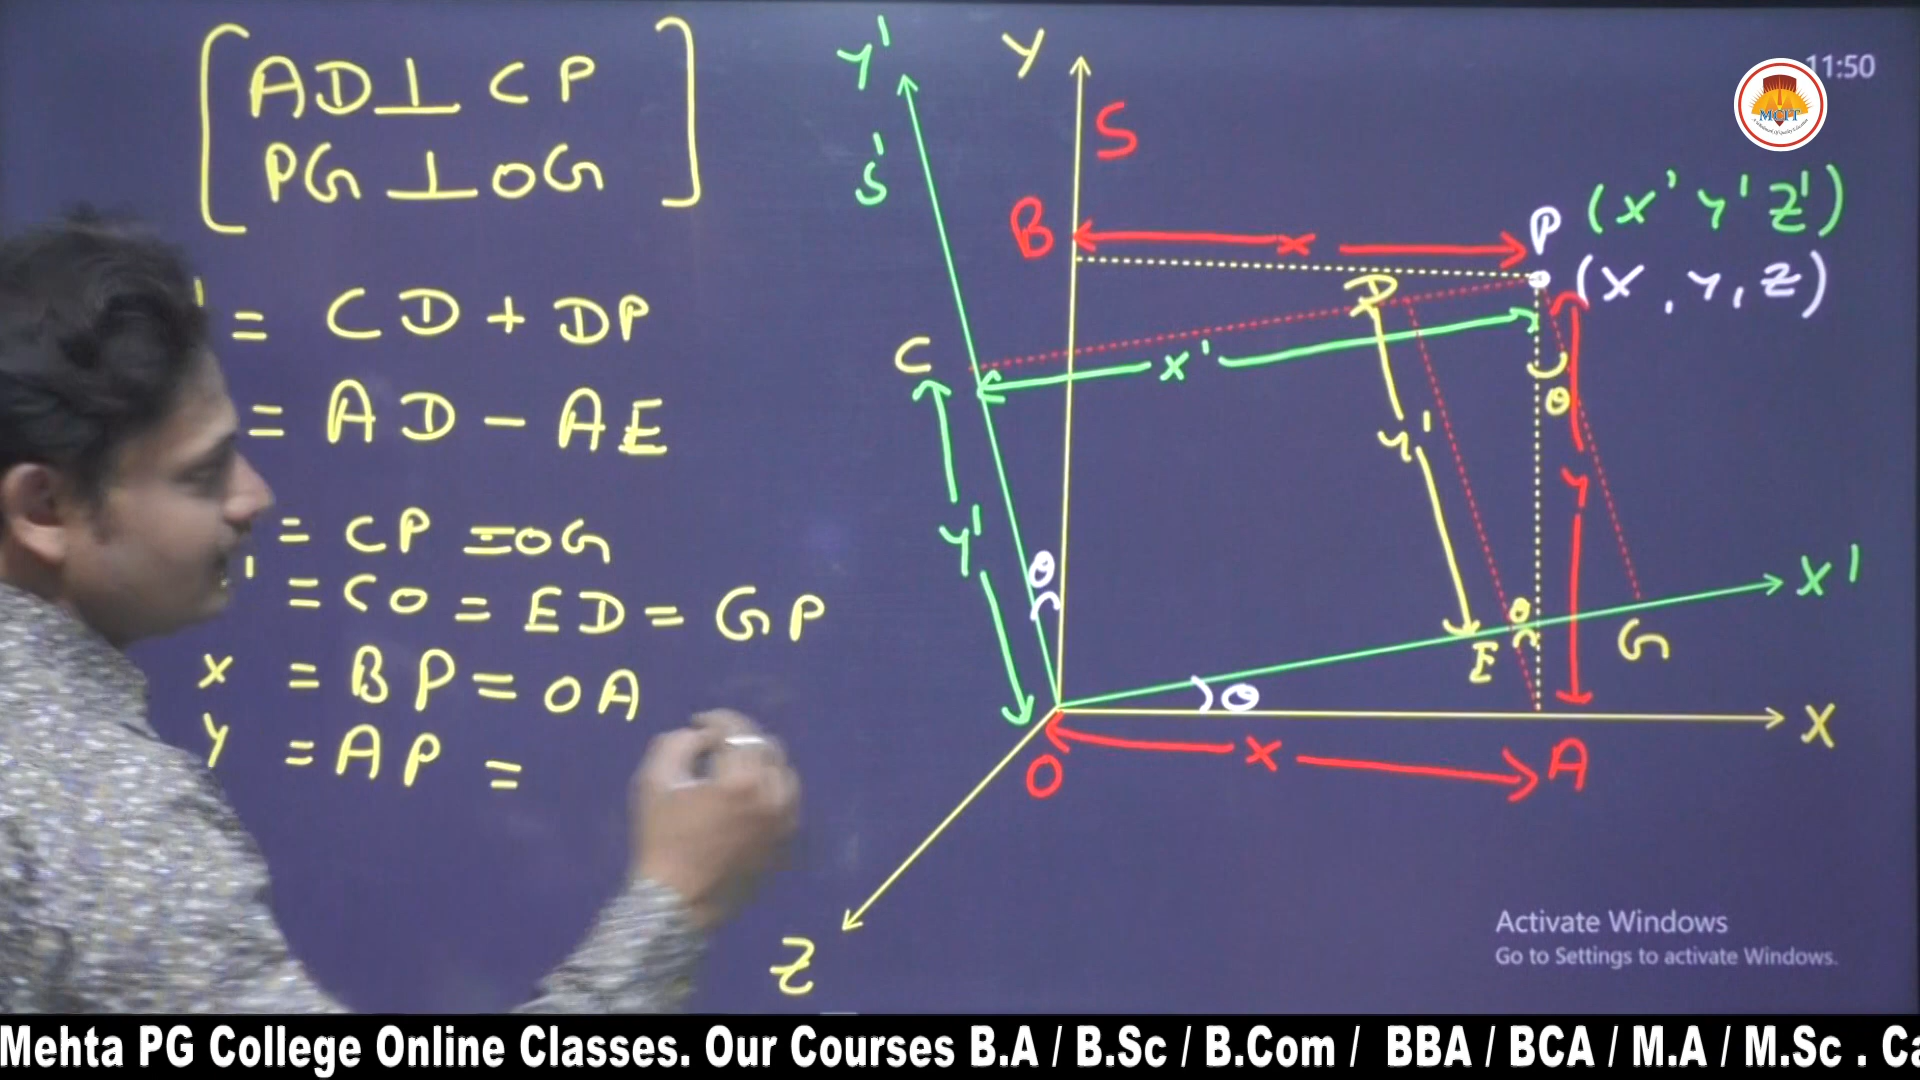 AD ⊥ CP
PG ⊥ OG
' = CD + DP
= AD - AE
= CP = OG
' = CO = ED = GP
x = BP = OA
y = AP =
Y'
S'
Y
S
11:50
MCPIT
B
x
P (x' y' z')
(x, y, z)
D
C
x'
θ
y'
y'
y
θ
θ
X'
E
G
θ
X
O
x
A
Z
Activate Windows
Go to Settings to activate Windows.
Mehta PG College Online Classes. Our Courses B.A / B.Sc / B.Com / BBA / BCA / M.A / M.Sc . Ca